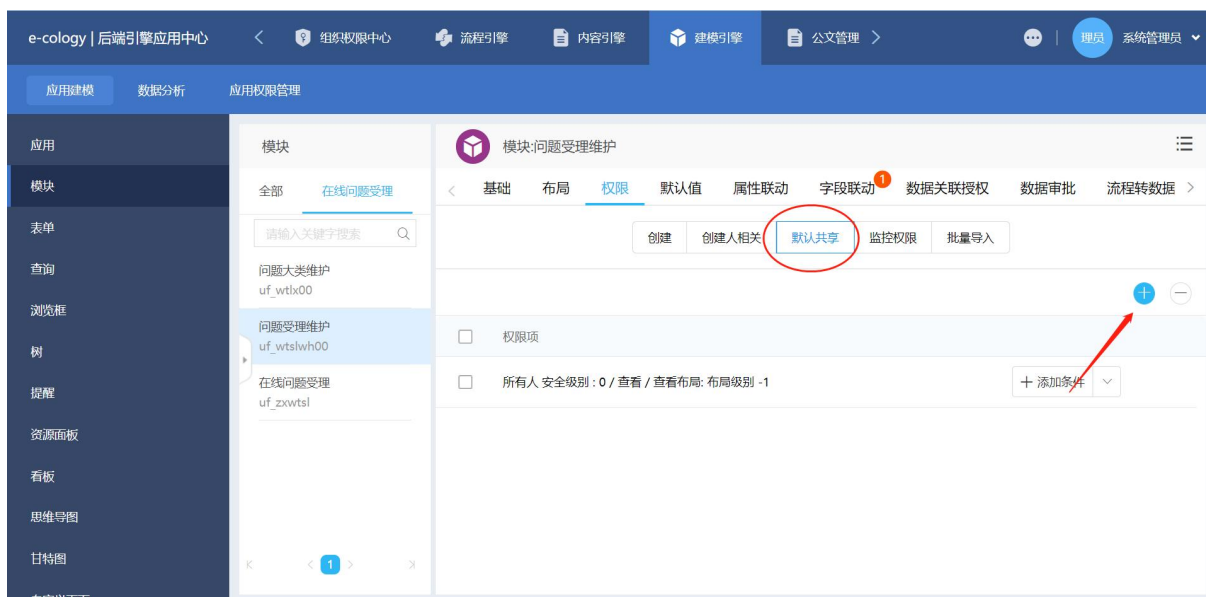 e-cology | 后端引擎应用中心 组织权限中心 流程引擎 内容引擎 建模引擎 公文管理 理员 系统管理员
应用建模 数据分析 应用权限管理
应用
模块
表单
查询
浏览框
树
提醒
资源面板
看板
思维导图
甘特图
模块
全部 在线问题受理
请输入关键字搜索
问题大类维护
uf_wtlx00
问题受理维护
uf_wtslwh00
在线问题受理
uf_zxwtsl
1
模块:问题受理维护
基础 布局 权限 默认值 属性联动 字段联动 1 数据关联授权 数据审批 流程转数据
创建 创建人相关 默认共享 监控权限 批量导入
权限项
所有人 安全级别 : 0 / 查看 / 查看布局: 布局级别 -1 添加条件